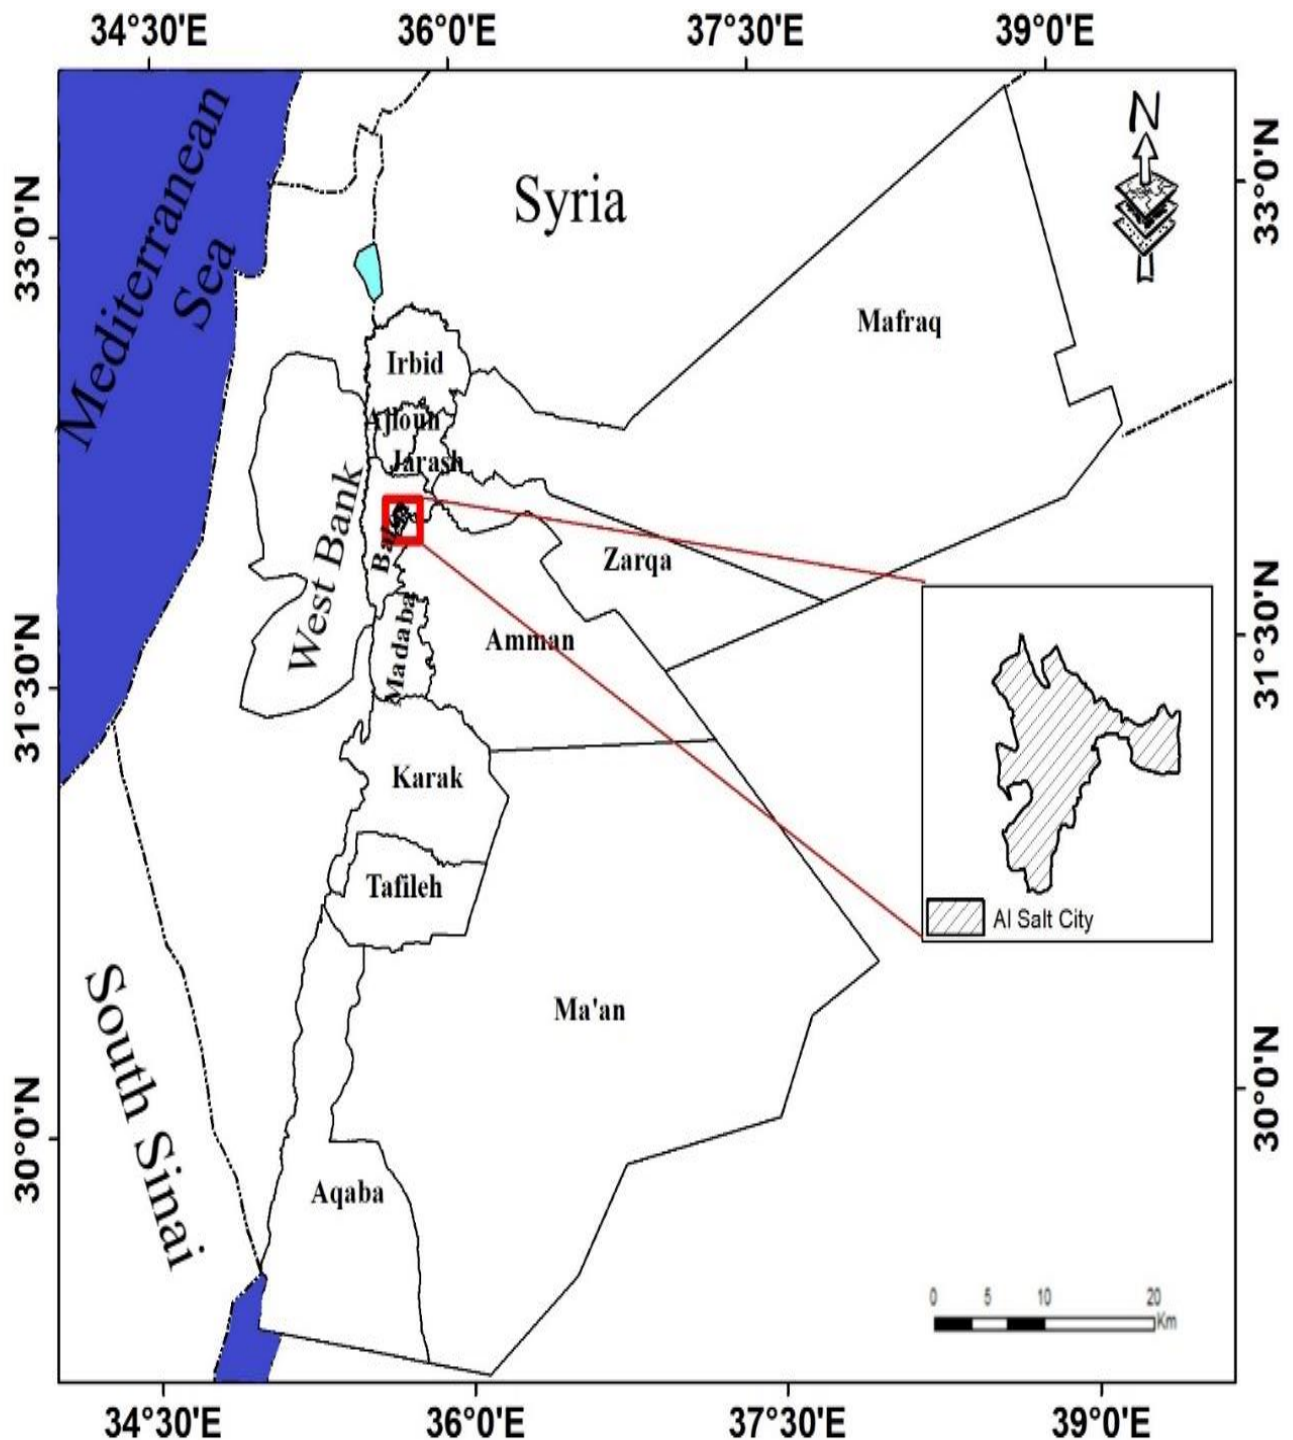 34°30'E 36°0'E 37°30'E 39°0'E
N
33°0'N
33°0'N
Mediterranean
Sea
Syria
Mafraq
Irbid
Ajloun
Jarash
West Bank
Zarqa
31°30'N
31°30'N
Madaba
Amman
Karak
Tafileh
Al Salt City
Ma'an
South Sinai
30°0'N
30°0'N
Aqaba
0 5 10 20
Km
34°30'E 36°0'E 37°30'E 39°0'E